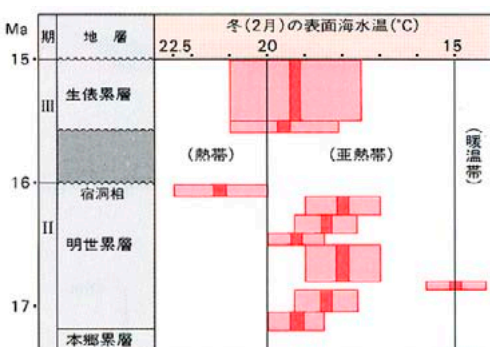 Ma
期
地 層
冬(2月)の表面海水温(℃)
22.5 20 15
15
III
生俵累層
(熱帯)
(亜熱帯)
(暖温帯)
16
宿洞相
II
明世累層
17
本郷累層